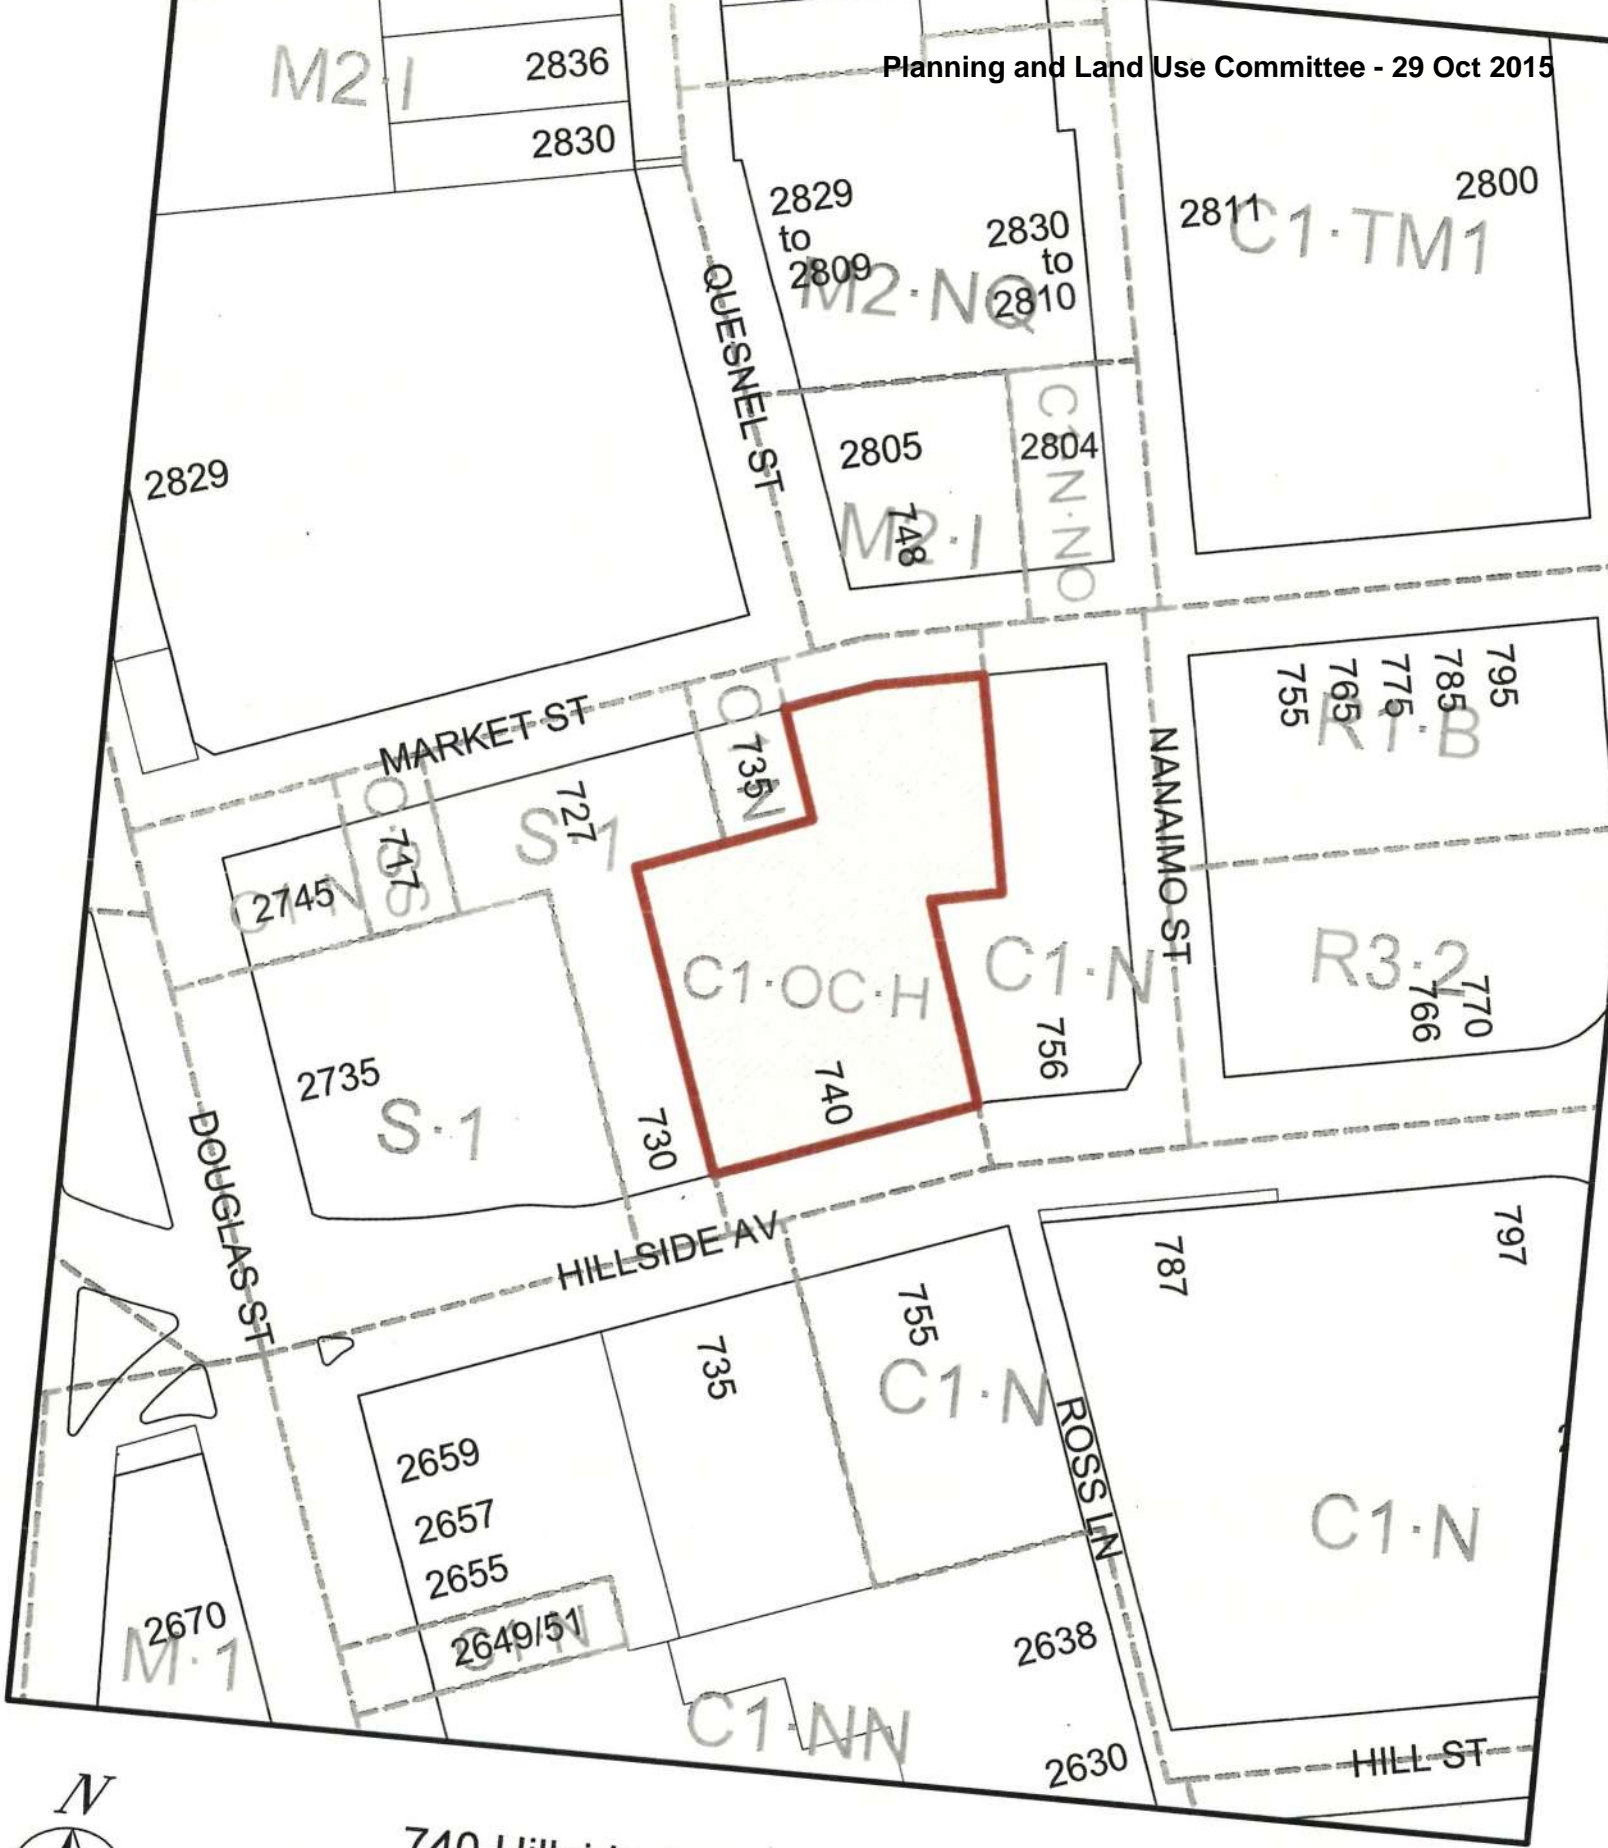 Planning and Land Use Committee - 29 Oct 2015
M2·I
2836
2830
2829
to
2809
2830
to
2810
M2·NQ
2811
2800
C1·TM1
QUESNEL ST
2829
2805
2804
748
M2·I
MARKET ST
735
727
S·1
717
2745
C1·OC·H
740
C1·N
756
NANAIMO ST
755
765
775
785
795
R1·B
R3·2
766
770
2735
S·1
730
DOUGLAS ST
HILLSIDE AV
735
755
C1·N
787
797
ROSS LN
C1·N
2659
2657
2655
2649/51
C1·N
2670
M·1
2638
C1·NN
2630
HILL ST
N
740